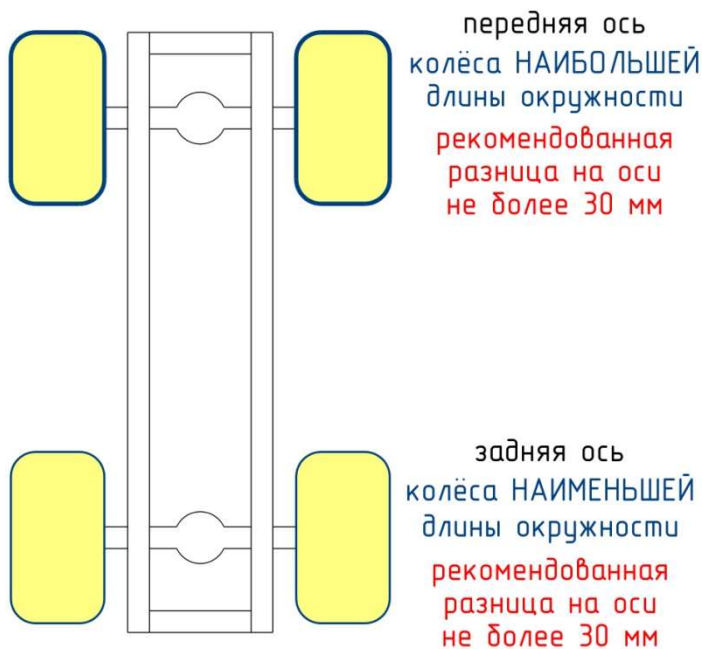 передняя ось
колёса НАИБОЛЬШЕЙ
длины окружности
рекомендованная
разница на оси
не более 30 мм
задняя ось
колёса НАИМЕНЬШЕЙ
длины окружности
рекомендованная
разница на оси
не более 30 мм